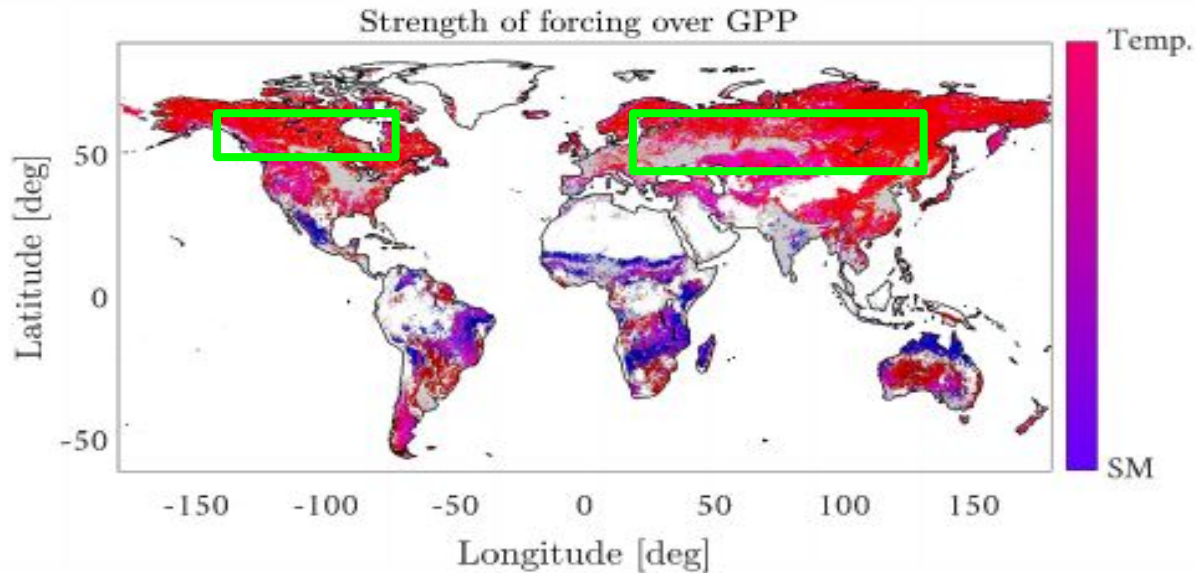 Strength of forcing over GPP
Temp.
50
0
-50
SM
-150 -100 -50 0 50 100 150
Latitude [deg]
Longitude [deg]